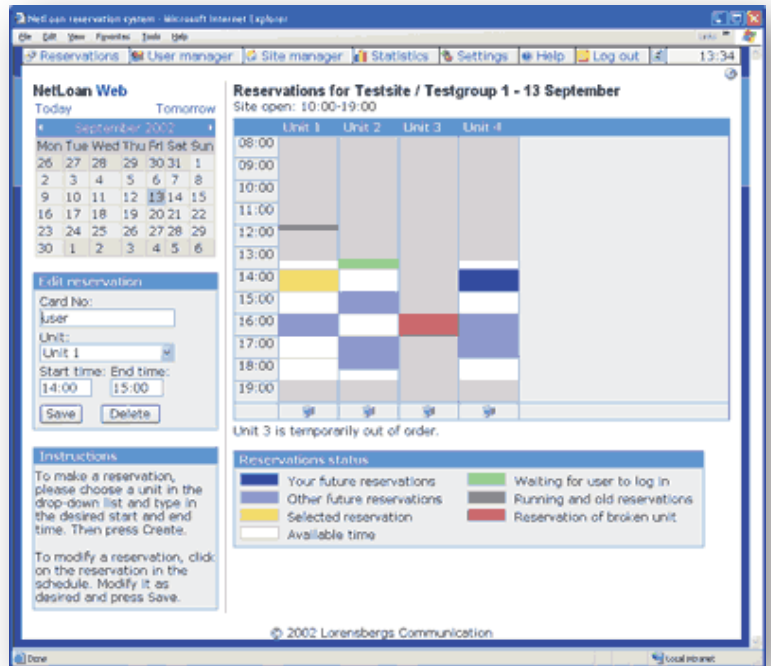 NetLoan reservation system - Microsoft Internet Explorer
File Edit View Favorites Tools Help
Reservations User manager Site manager Statistics Settings Help Log out 13:34
NetLoan Web
Today Tomorrow
September 2002
Mon Tue Wed Thu Fri Sat Sun
26 27 28 29 30 31 1
2 3 4 5 6 7 8
9 10 11 12 13 14 15
16 17 18 19 20 21 22
23 24 25 26 27 28 29
30 1 2 3 4 5 6
Edit reservation
Card No:
user
Unit:
Unit 1
Start time: End time:
14:00 15:00
Save Delete
Instructions
To make a reservation,
please choose a unit in the
drop-down list and type in
the desired start and end
time. Then press Create.
To modify a reservation, click
on the reservation in the
schedule. Modify it as
desired and press Save.
Reservations for Testsite / Testgroup 1 - 13 September
Site open: 10:00-19:00
Unit 1 Unit 2 Unit 3 Unit 4
08:00
09:00
10:00
11:00
12:00
13:00
14:00
15:00
16:00
17:00
18:00
19:00
Unit 3 is temporarily out of order.
Reservations status
Your future reservations Waiting for user to log in
Other future reservations Running and old reservations
Selected reservation Reservation of broken unit
Available time
© 2002 Lorensbergs Communication
Done Local intranet